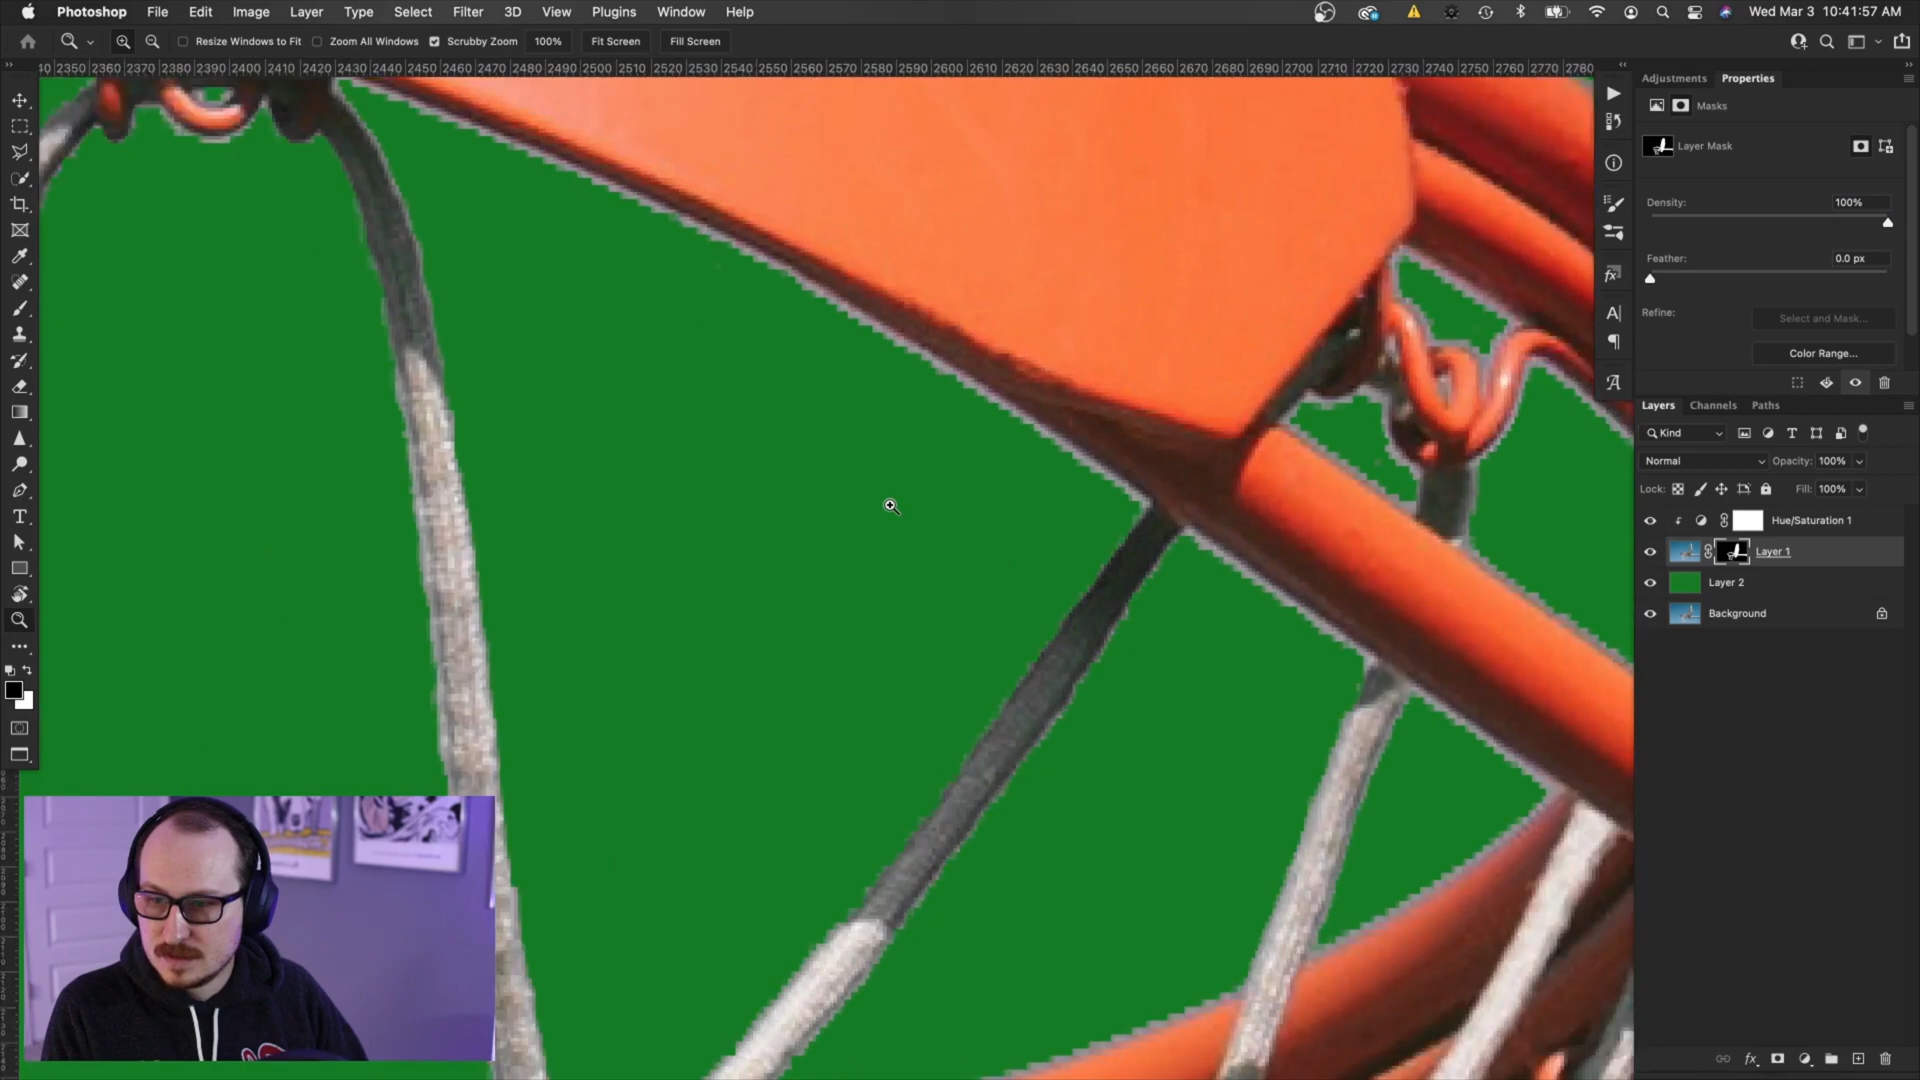 Photoshop File Edit Image Layer Type Select Filter 3D View Plugins Window Help Wed Mar 3 10:41:57 AM
Resize Windows to Fit Zoom All Windows Scrubby Zoom 100% Fit Screen Fill Screen
40 2350 2360 2370 2380 2390 2400 2410 2420 2430 2440 2450 2460 2470 2480 2490 2500 2510 2520 2530 2540 2550 2560 2570 2580 2590 2600 2610 2620 2630 2640 2650 2660 2670 2680 2690 2700 2710 2720 2730 2740 2750 2760 2770 2780
Adjustments Properties
Masks
Layer Mask
Density: 100%
Feather: 0.0 px
Refine: Select and Mask...
Color Range...
Layers Channels Paths
Kind
Normal Opacity: 100%
Lock: Fill: 100%
Hue/Saturation 1
Layer 1
Layer 2
Background